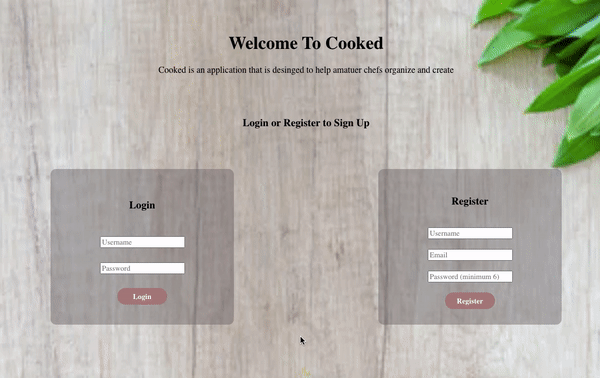 Welcome To Cooked
Cooked is an application that is desinged to help amatuer chefs organize and create
Login or Register to Sign Up
Login
Username
Password
Login
Register
Username
Email
Password (minimum 6)
Register